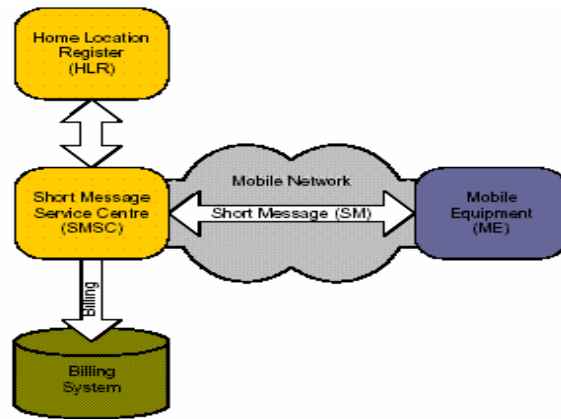 Home Location
Register
(HLR)
Short Message
Service Centre
(SMSC)
Mobile Network
Short Message (SM)
Mobile
Equipment
(ME)
Billing
Billing
System